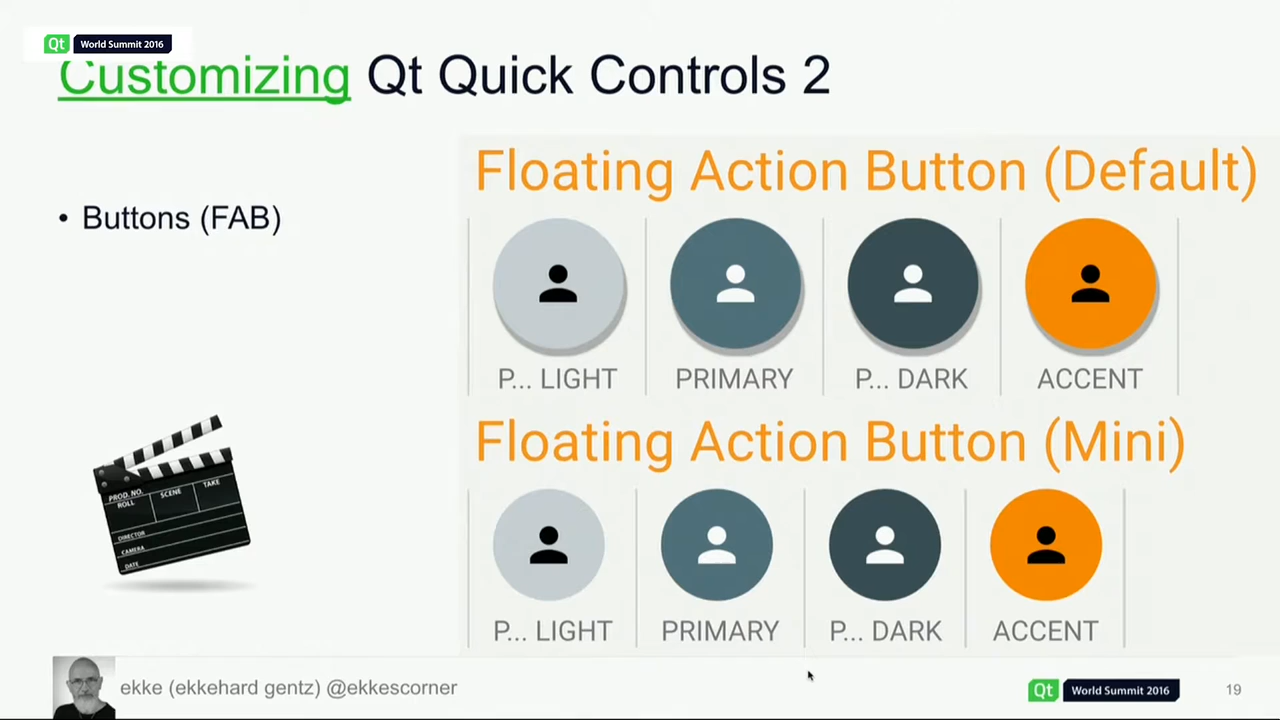 Qt World Summit 2016
Customizing Qt Quick Controls 2
• Buttons (FAB)
Floating Action Button (Default)
P... LIGHT PRIMARY P... DARK ACCENT
Floating Action Button (Mini)
P... LIGHT PRIMARY P... DARK ACCENT
PROD. NO. SCENE TAKE
ROLL
DIRECTOR
CAMERA
DATE
ekke (ekkehard gentz) @ekkescorner
Qt World Summit 2016
19